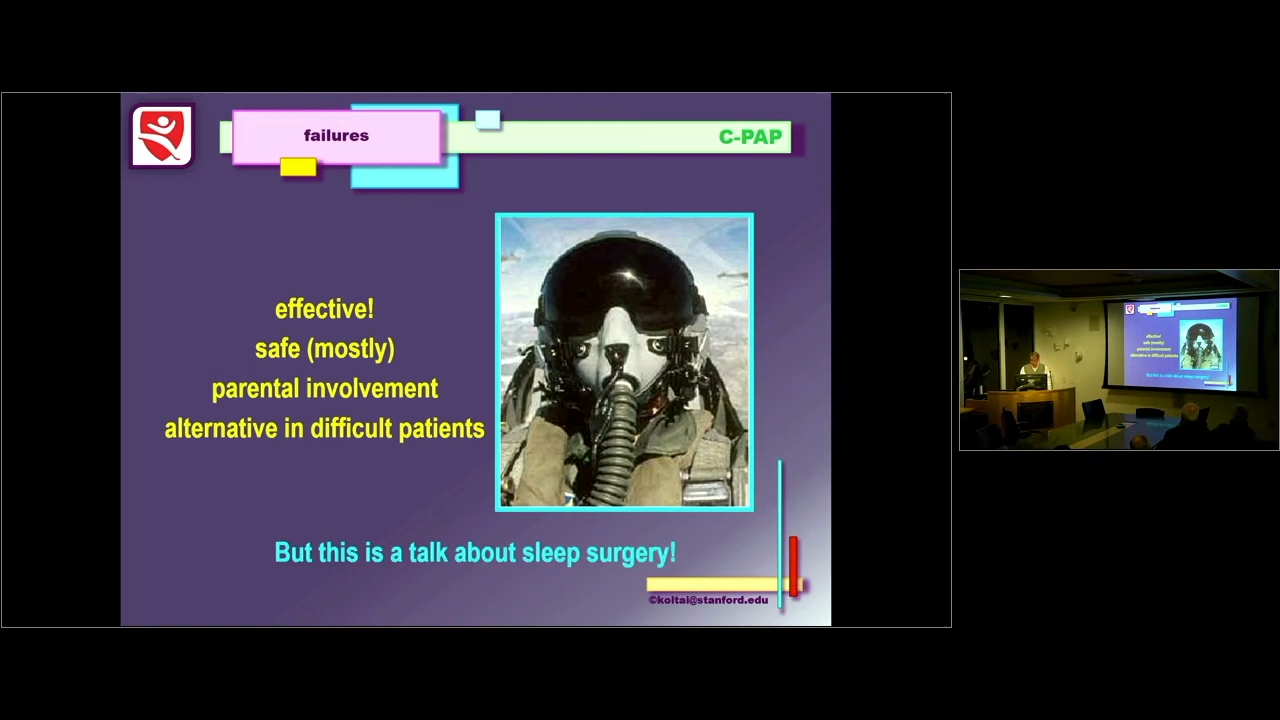 failures
C-PAP
effective!
safe (mostly)
parental involvement
alternative in difficult patients
But this is a talk about sleep surgery!
©koltai@stanford.edu